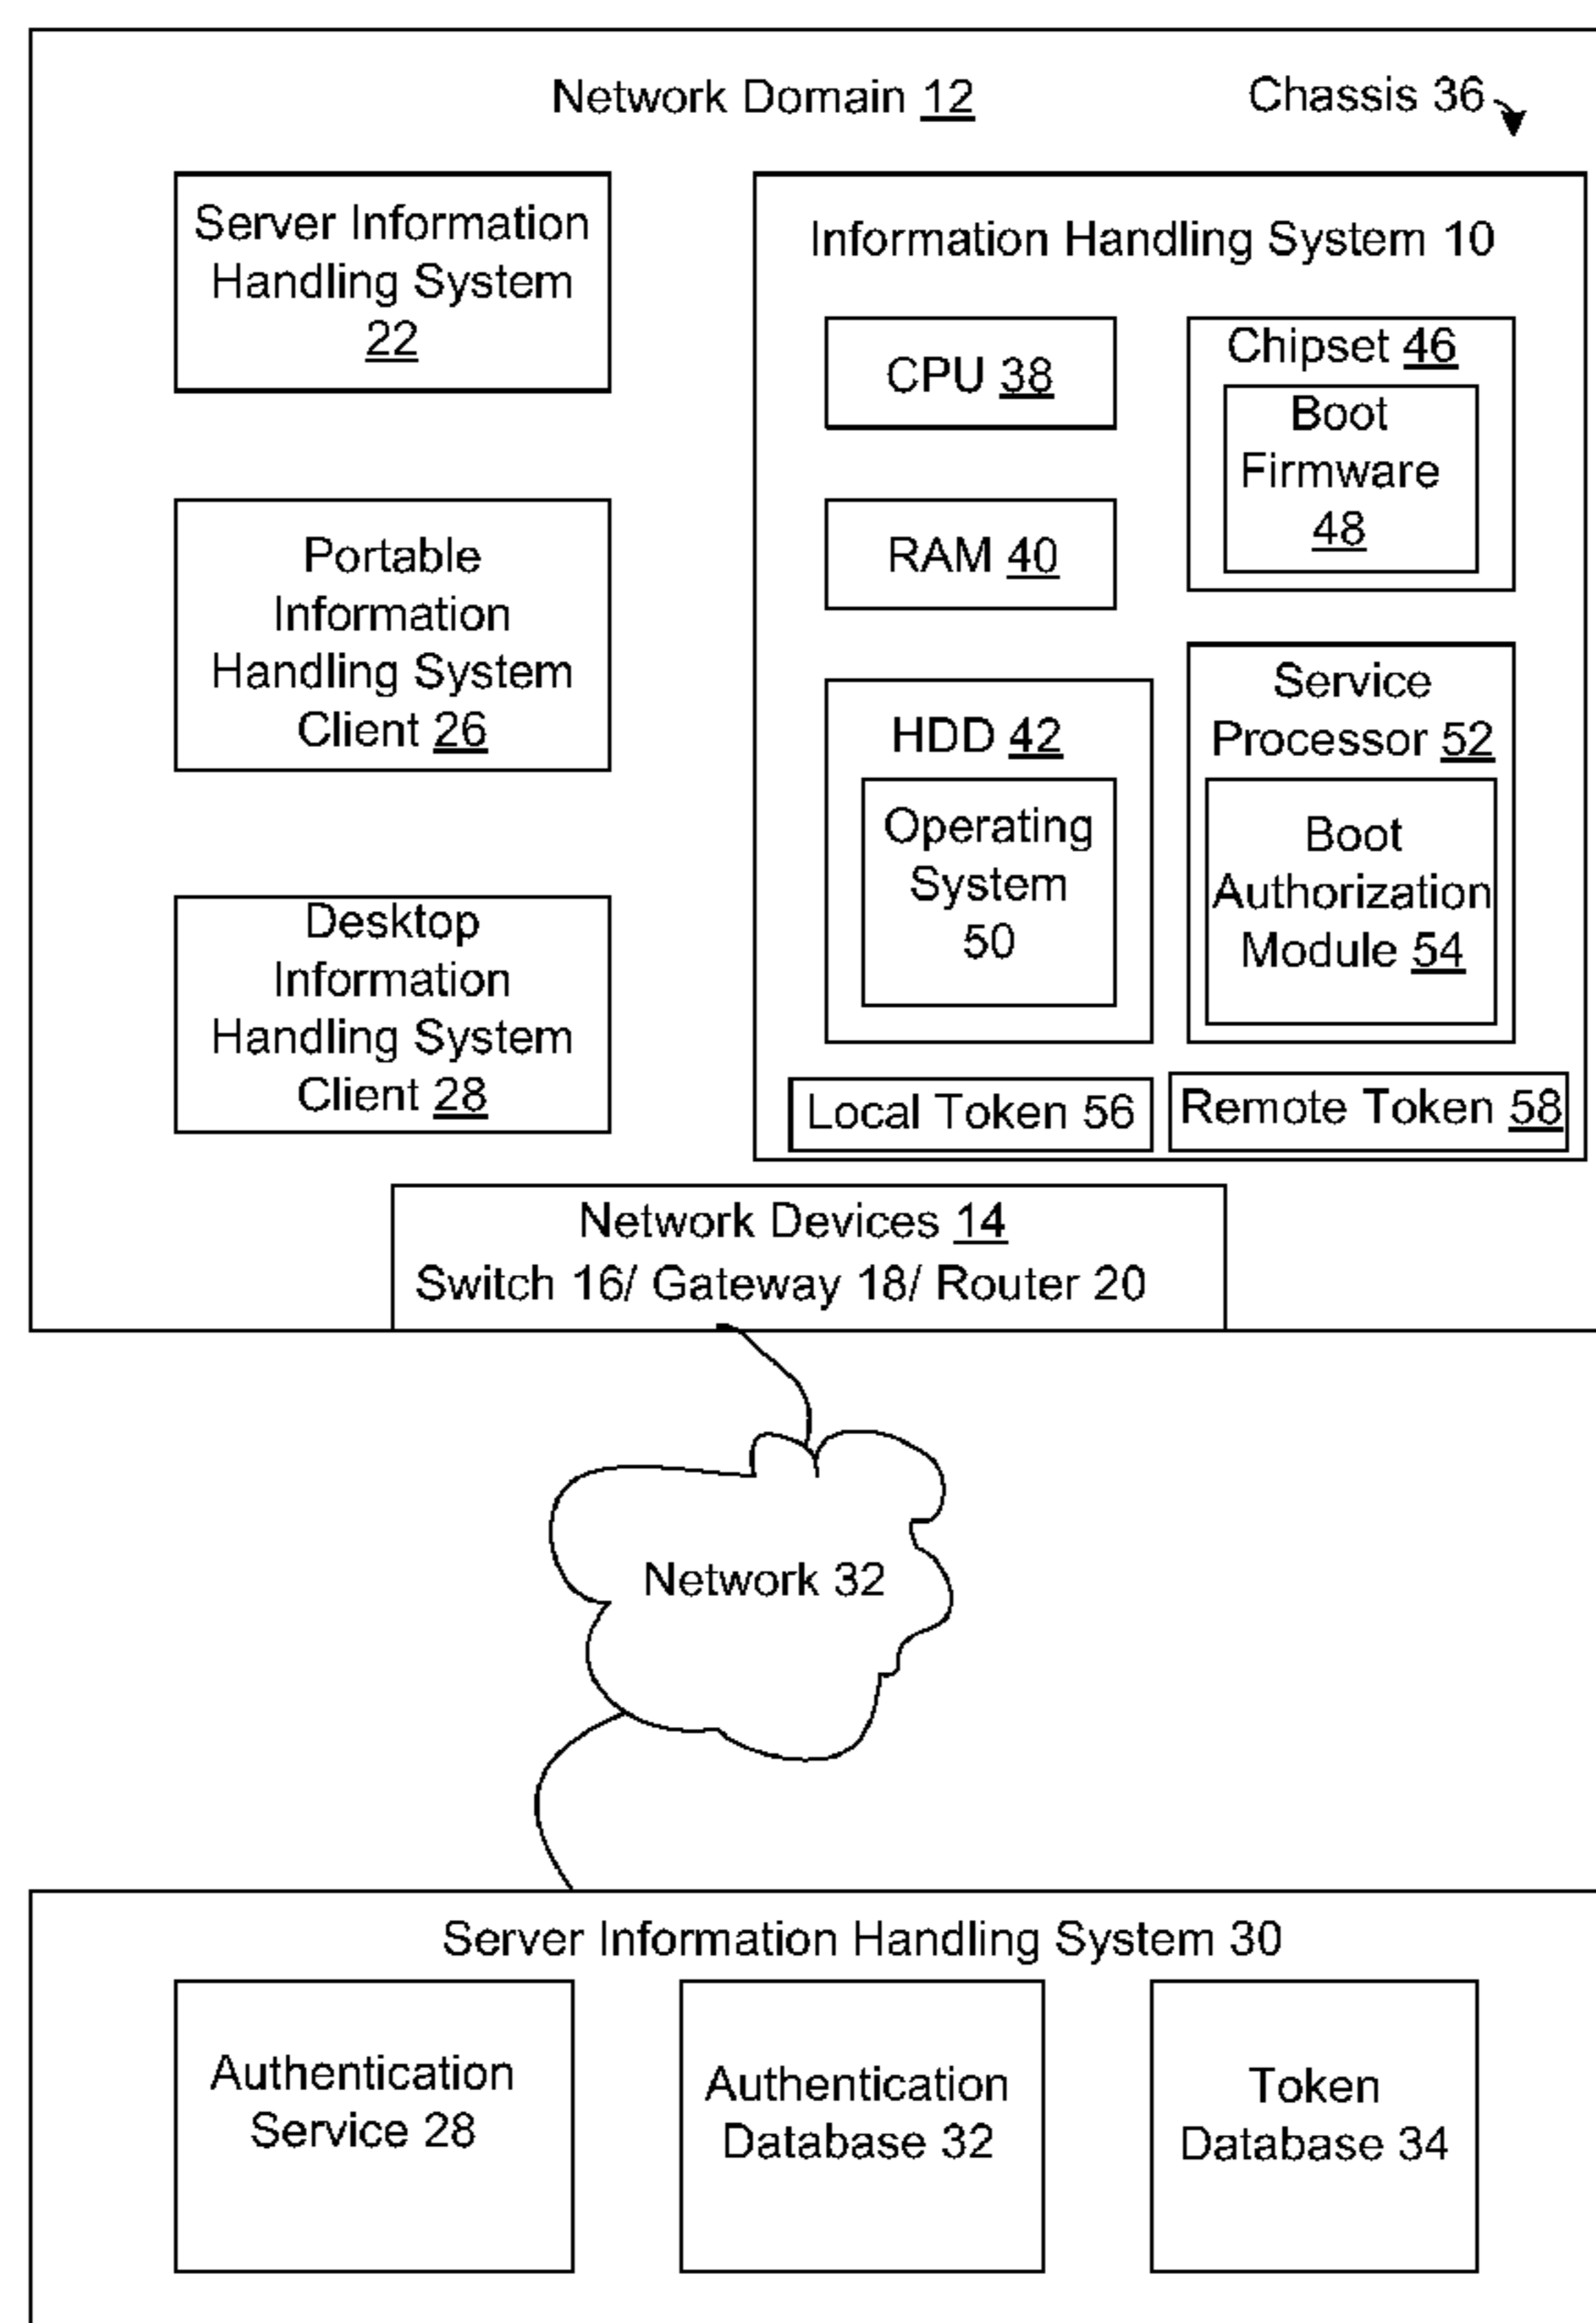 Network Domain 12
Chassis 36
Server Information
Handling System
22
Portable
Information
Handling System
Client 26
Desktop
Information
Handling System
Client 28
Information Handling System 10
CPU 38
RAM 40
HDD 42
Operating
System
50
Chipset 46
Boot
Firmware
48
Service
Processor 52
Boot
Authorization
Module 54
Local Token 56
Remote Token 58
Network Devices 14
Switch 16/ Gateway 18/ Router 20
Network 32
Server Information Handling System 30
Authentication
Service 28
Authentication
Database 32
Token
Database 34